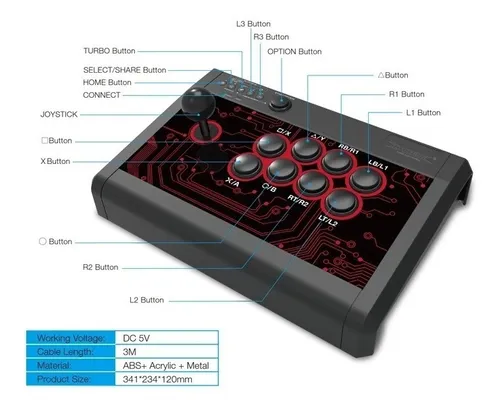 L3 Button
R3 Button
TURBO Button
OPTION Button
SELECT/SHARE Button
HOME Button
CONNECT
△Button
R1 Button
L1 Button
JOYSTICK
□Button
X Button
□/X
△/Y
RB/R1
LB/L1
X/A
○/B
RT/R2
LT/L2
○ Button
R2 Button
L2 Button
Working Voltage: DC 5V
Cable Length: 3M
Material: ABS+ Acrylic + Metal
Product Size: 341*234*120mm